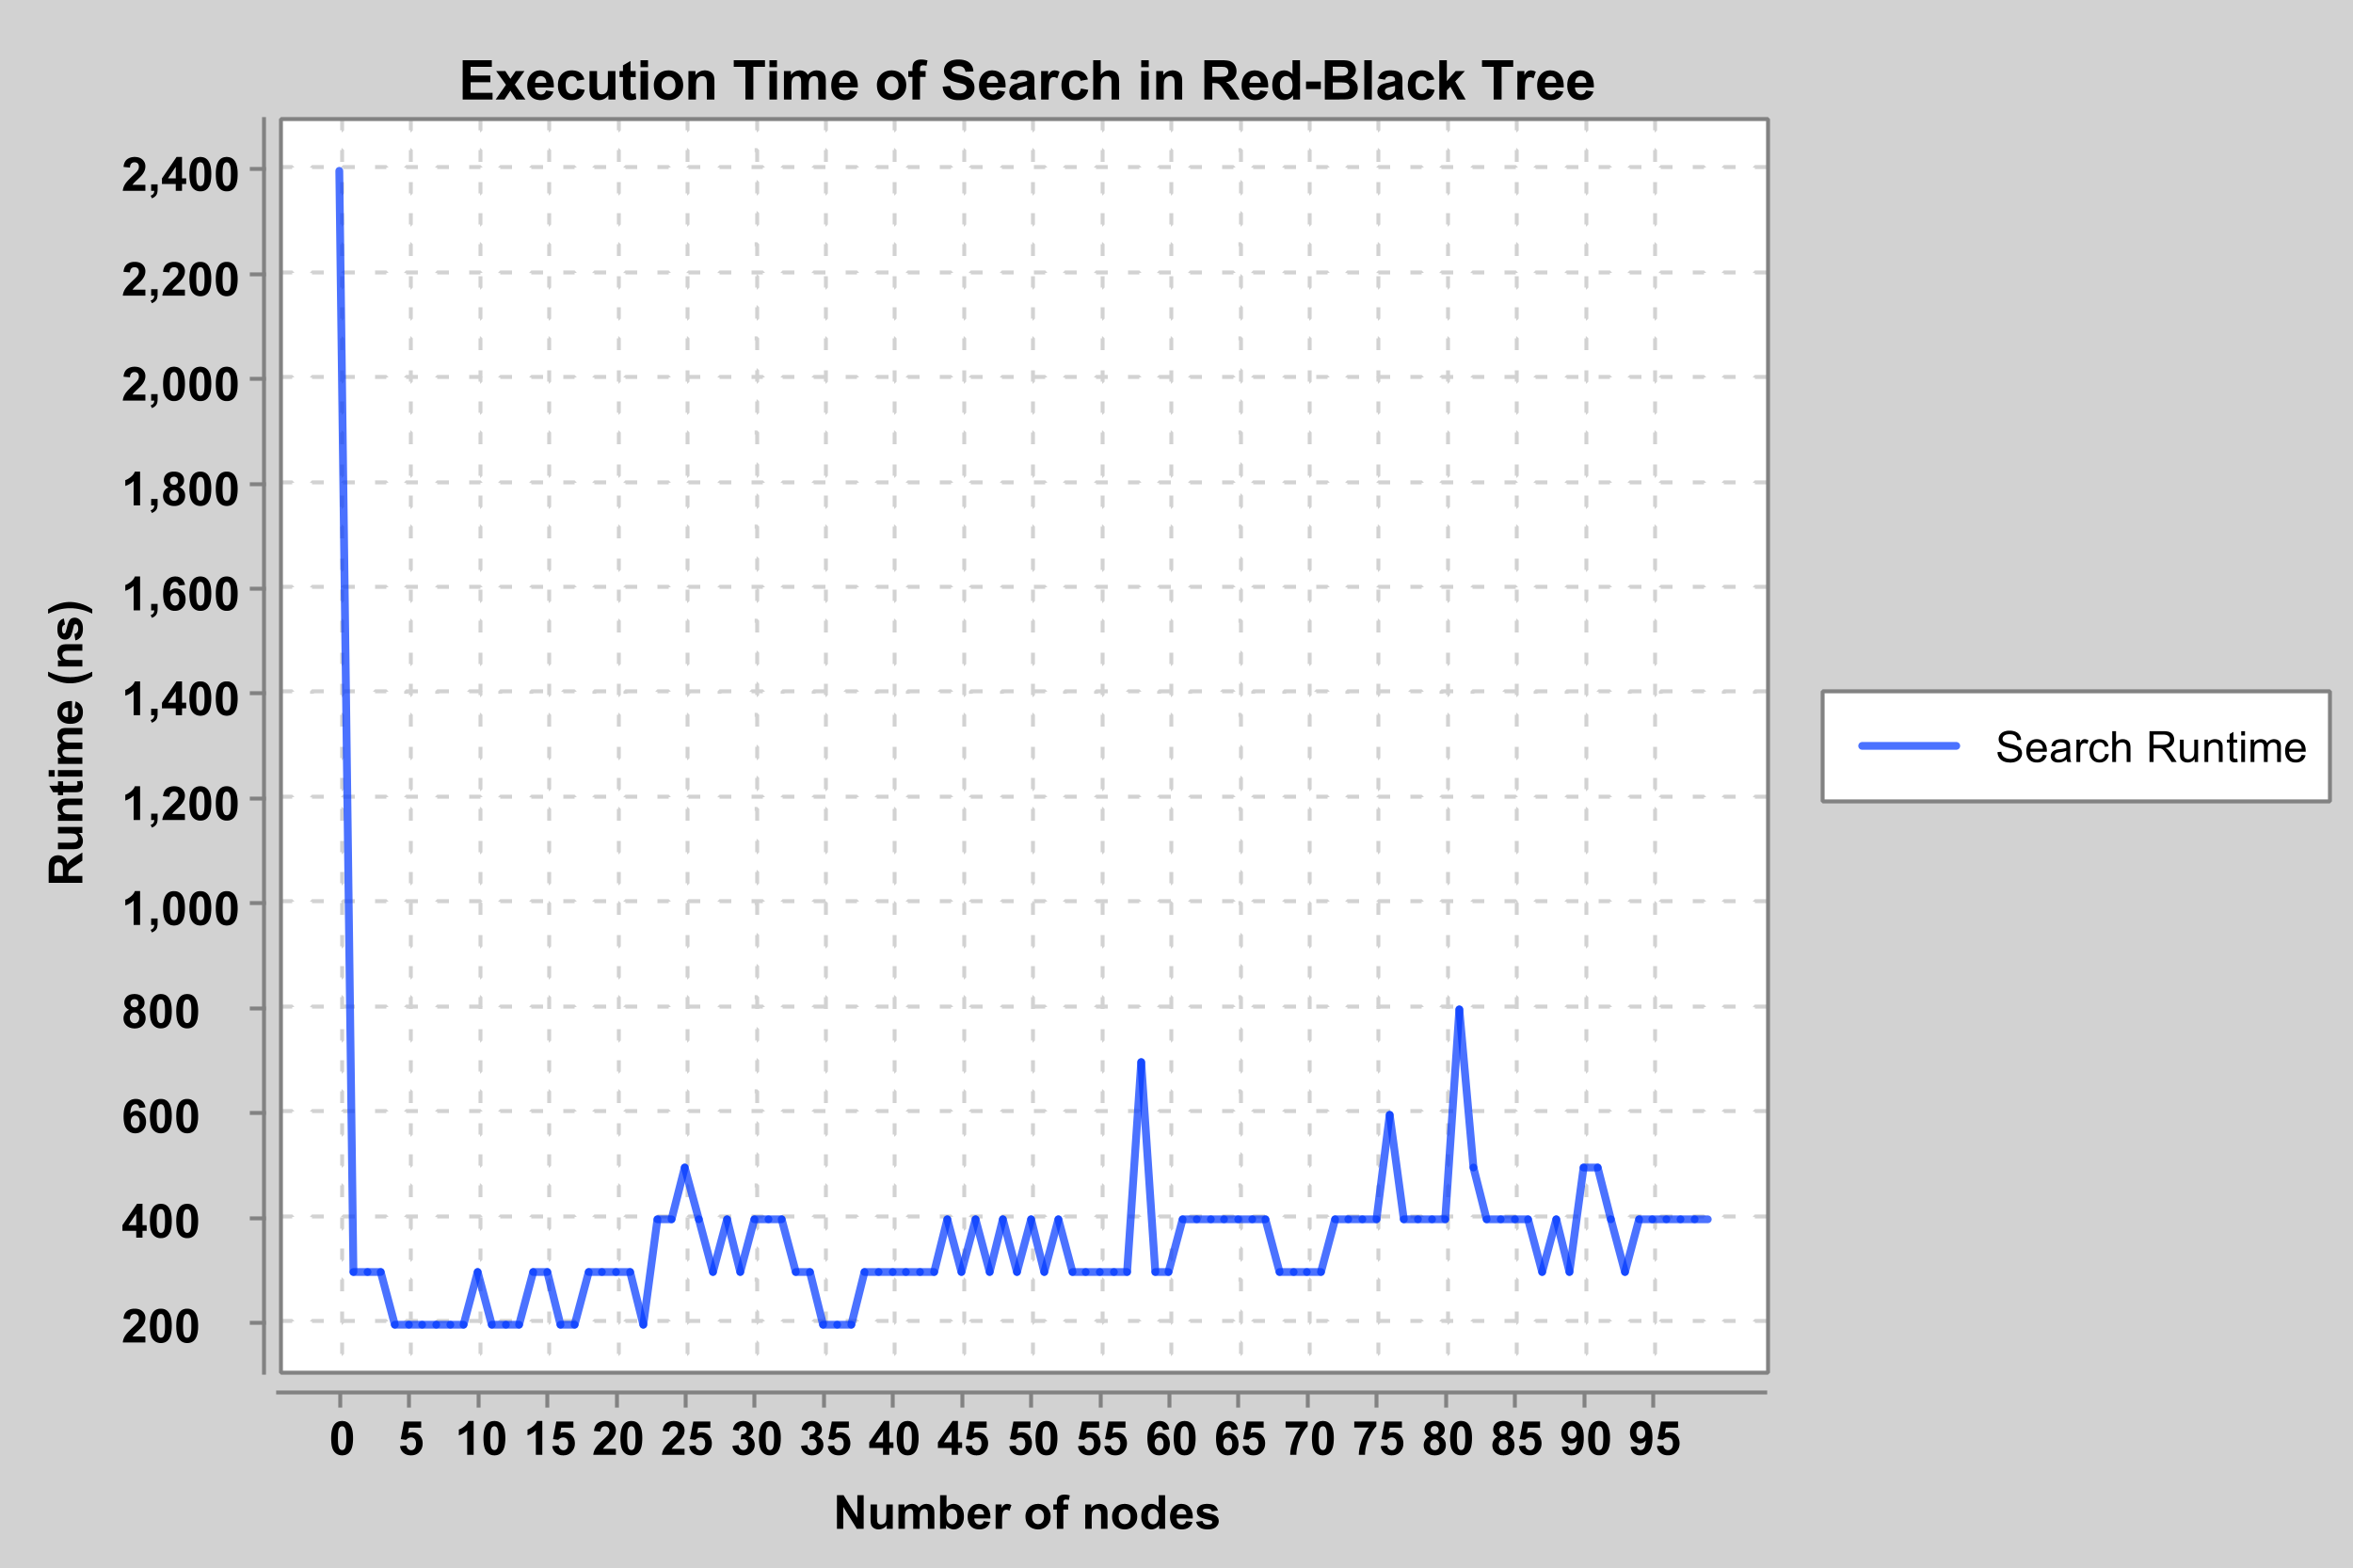 Execution Time of Search in Red-Black Tree
2,400
2,200
2,000
1,800
1,600
1,400
1,200
1,000
800
600
400
200
Runtime (ns)
Search Runtime
0 5 10 15 20 25 30 35 40 45 50 55 60 65 70 75 80 85 90 95
Number of nodes